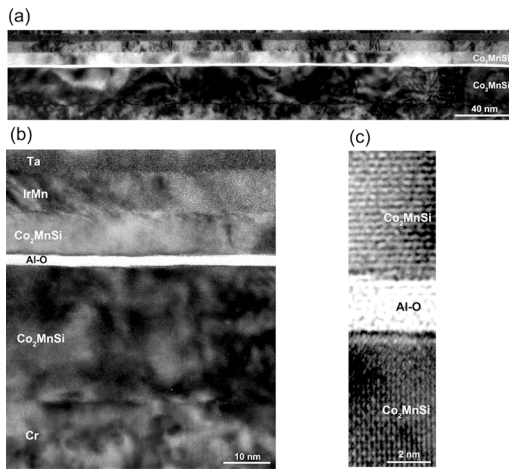 (a)
Co₂MnSi
Co₂MnSi
40 nm
(b)
Ta
IrMn
Co₂MnSi
Al-O
Co₂MnSi
Cr
10 nm
(c)
Co₂MnSi
Al-O
Co₂MnSi
2 nm